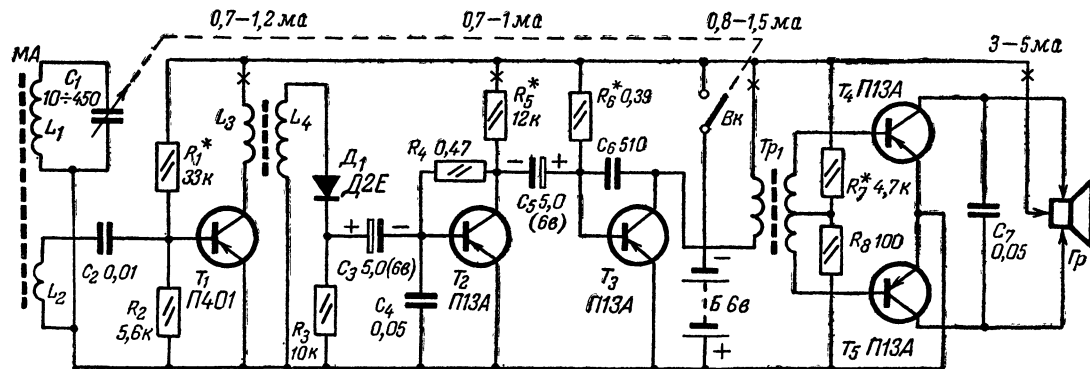 0,7–1,2 ма
0,7–1ма
0,8–1,5 ма
3–5ма
МА
C1
10÷450
L1
L2
C2 0,01
R1*
33к
R2
5,6к
T1
П401
L3
L4
Д1
Д2Е
R3
10к
C3 5,0(6в)
R4 0,47
C4
0,05
T2
П13А
R5*
12к
C5 5,0
(6в)
R6* 0,39
C6 510
T3
П13А
Вк
Б 6в
Тр1
R7* 4,7к
R8 100
T4 П13А
T5 П13А
C7
0,05
Гр